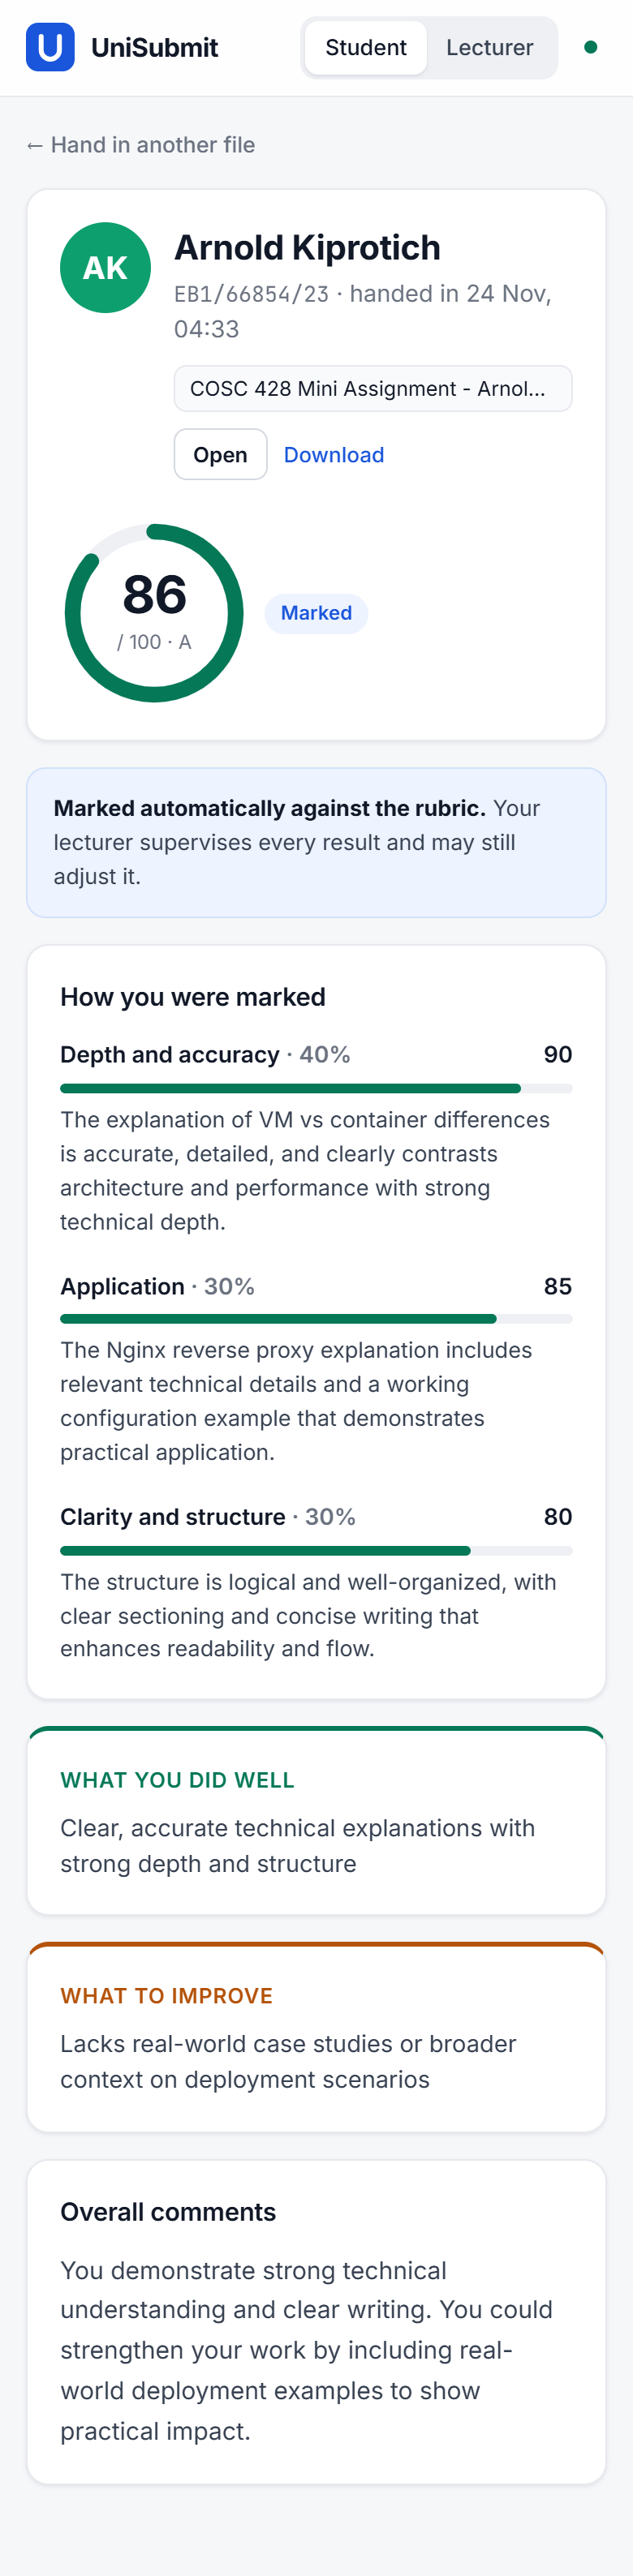 U UniSubmit Student Lecturer
← Hand in another file
AK
Arnold Kiprotich
EB1/66854/23 · handed in 24 Nov,
04:33
COSC 428 Mini Assignment - Arnol...
Open Download
86
/ 100 · A
Marked
Marked automatically against the rubric. Your
lecturer supervises every result and may still
adjust it.
How you were marked
Depth and accuracy · 40% 90
The explanation of VM vs container differences
is accurate, detailed, and clearly contrasts
architecture and performance with strong
technical depth.
Application · 30% 85
The Nginx reverse proxy explanation includes
relevant technical details and a working
configuration example that demonstrates
practical application.
Clarity and structure · 30% 80
The structure is logical and well-organized, with
clear sectioning and concise writing that
enhances readability and flow.
WHAT YOU DID WELL
Clear, accurate technical explanations with
strong depth and structure
WHAT TO IMPROVE
Lacks real-world case studies or broader
context on deployment scenarios
Overall comments
You demonstrate strong technical
understanding and clear writing. You could
strengthen your work by including real-
world deployment examples to show
practical impact.